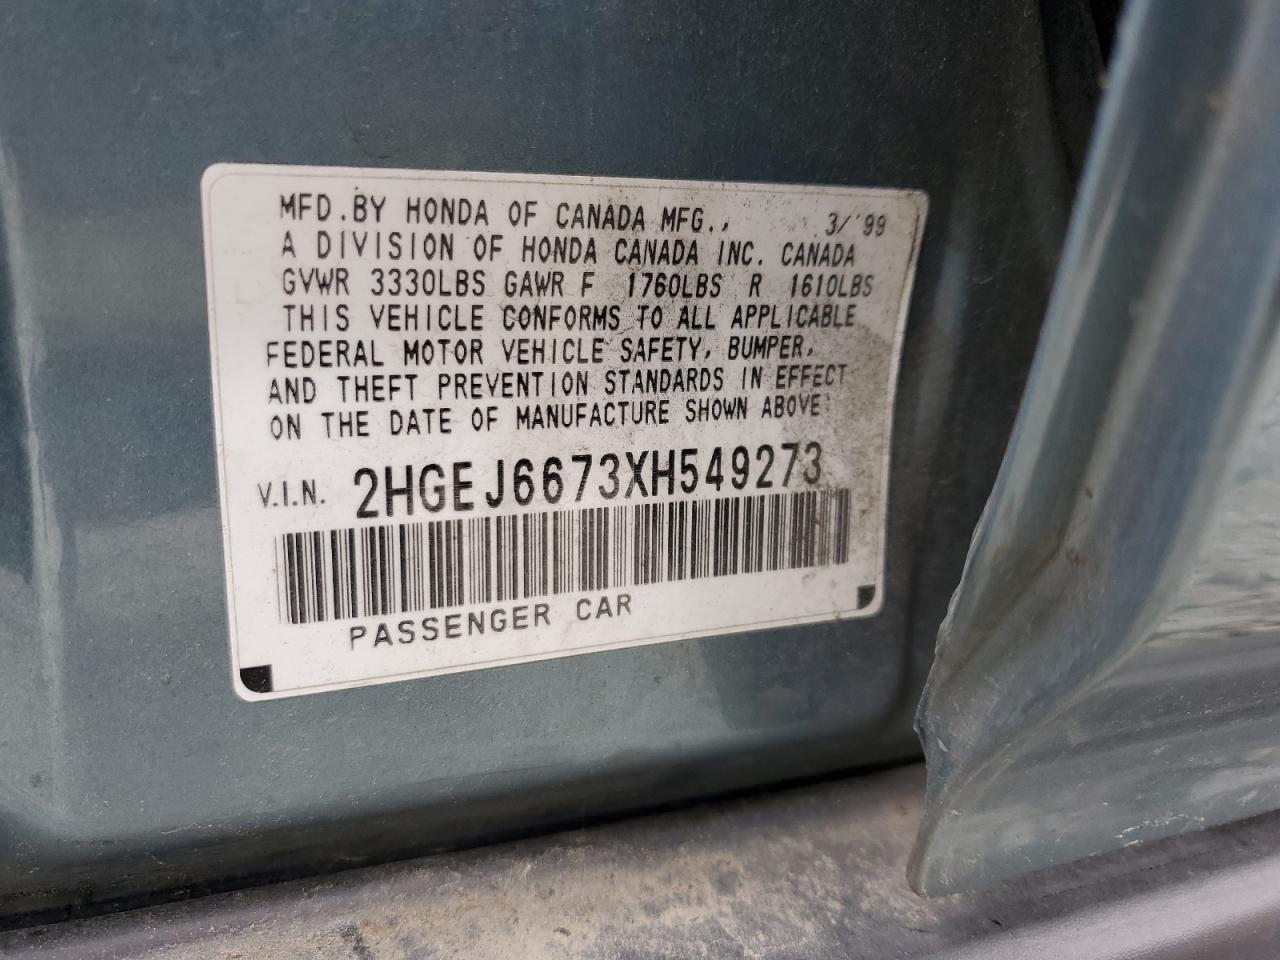 MFD.BY HONDA OF CANADA MFG., 3/'99
A DIVISION OF HONDA CANADA INC. CANADA
GVWR 3330LBS GAWR F 1760LBS R 1610LBS
THIS VEHICLE CONFORMS TO ALL APPLICABLE
FEDERAL MOTOR VEHICLE SAFETY, BUMPER,
AND THEFT PREVENTION STANDARDS IN EFFECT
ON THE DATE OF MANUFACTURE SHOWN ABOVE.
V.I.N. 2HGEJ6673XH549273
PASSENGER CAR